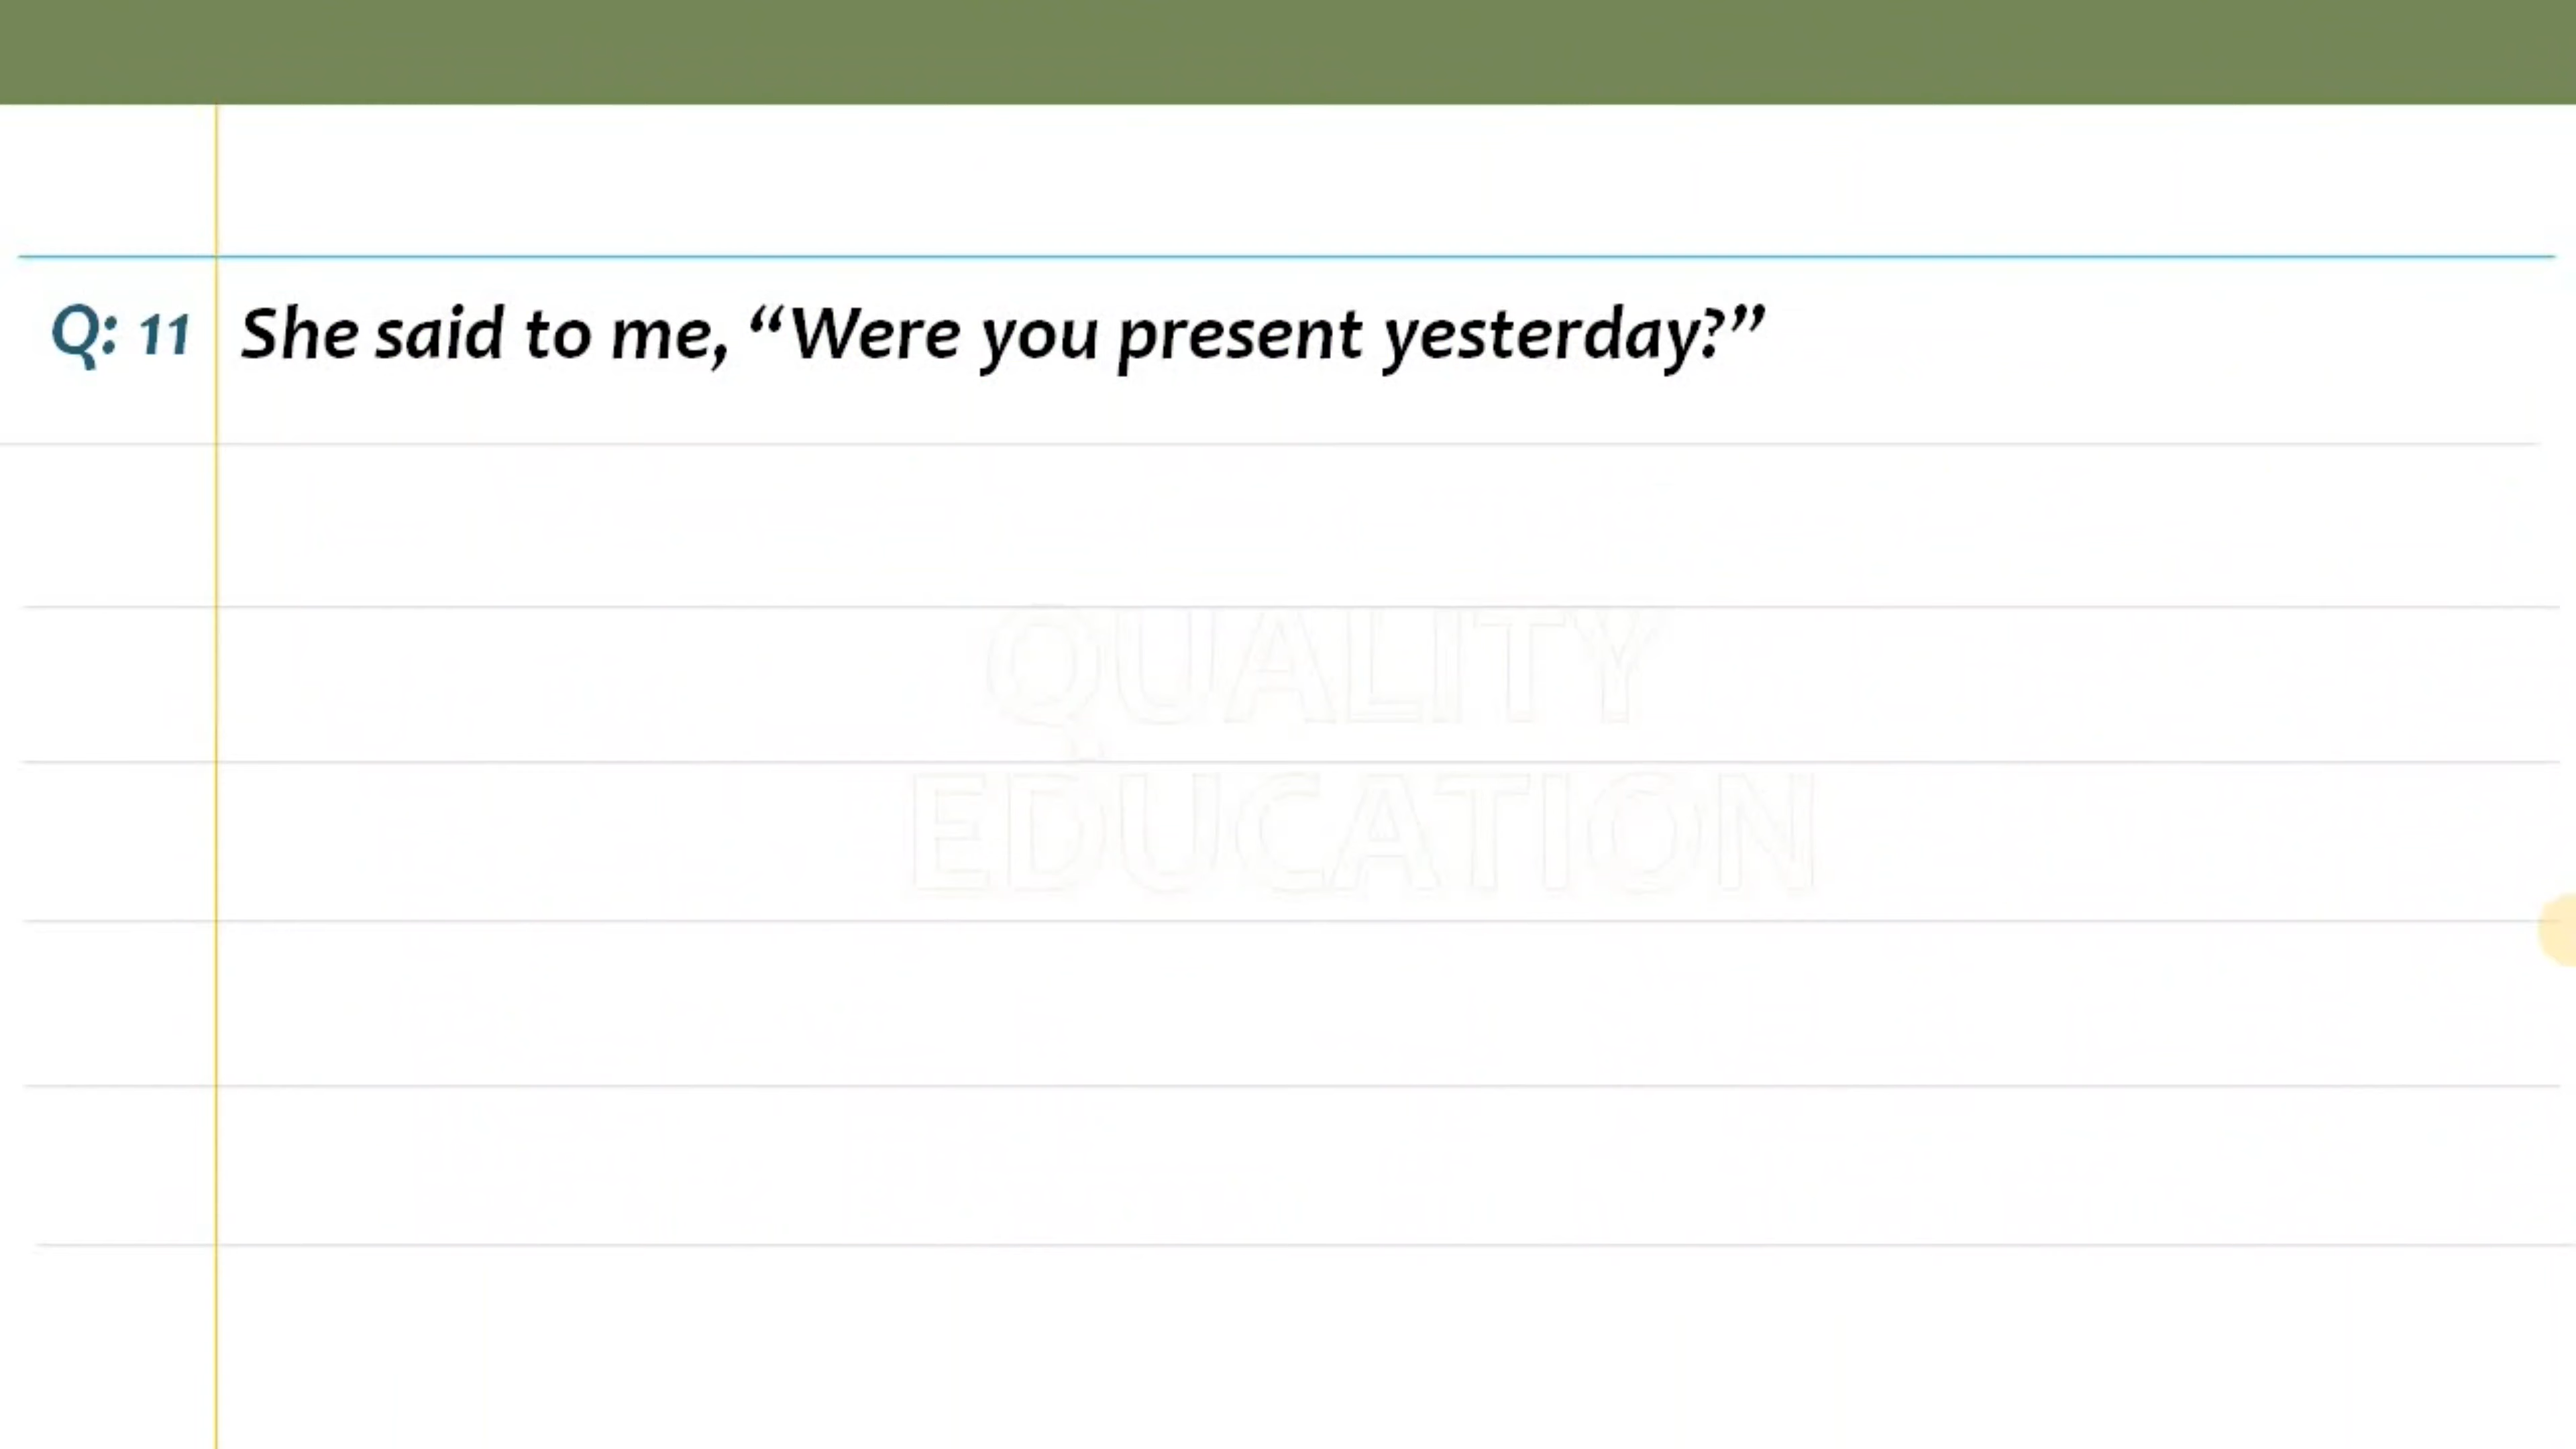 Q: 11 She said to me, “Were you present yesterday?”
QUALITY
EDUCATION